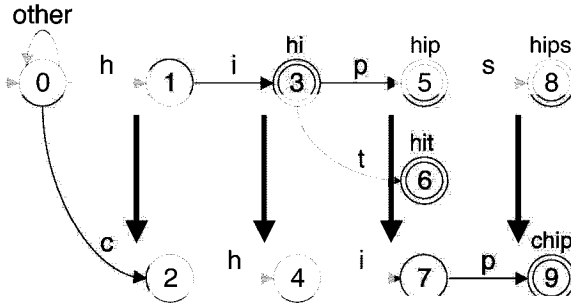 other
hi hip hips
h i p s
0 1 3 5 8
hit
t
6
c h i p chip
2 4 7 9